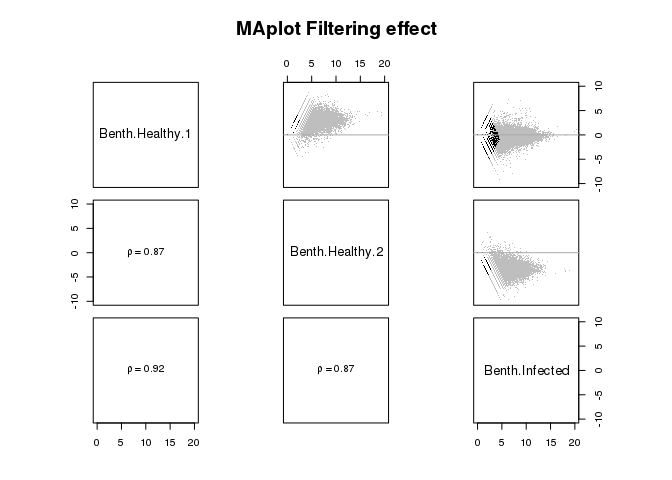 MAplot Filtering effect
0 5 10 15 20
Benth.Healthy.1
10
5
0
-5
-10
10
5
0
-5
-10
ρ = 0.87
Benth.Healthy.2
ρ = 0.92
ρ = 0.87
Benth.Infected
10
5
0
-5
-10
0 5 10 15 20
0 5 10 15 20